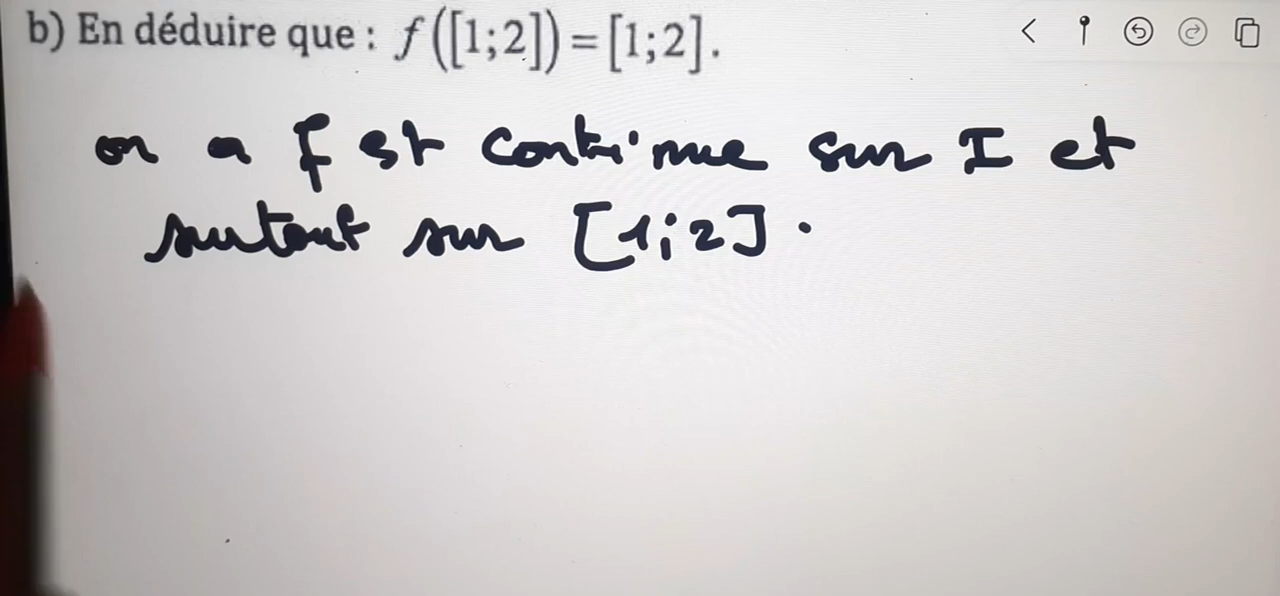 b) En déduire que : f([1;2]) = [1;2].
on a f est continue sur I et
surtout sur [1;2].